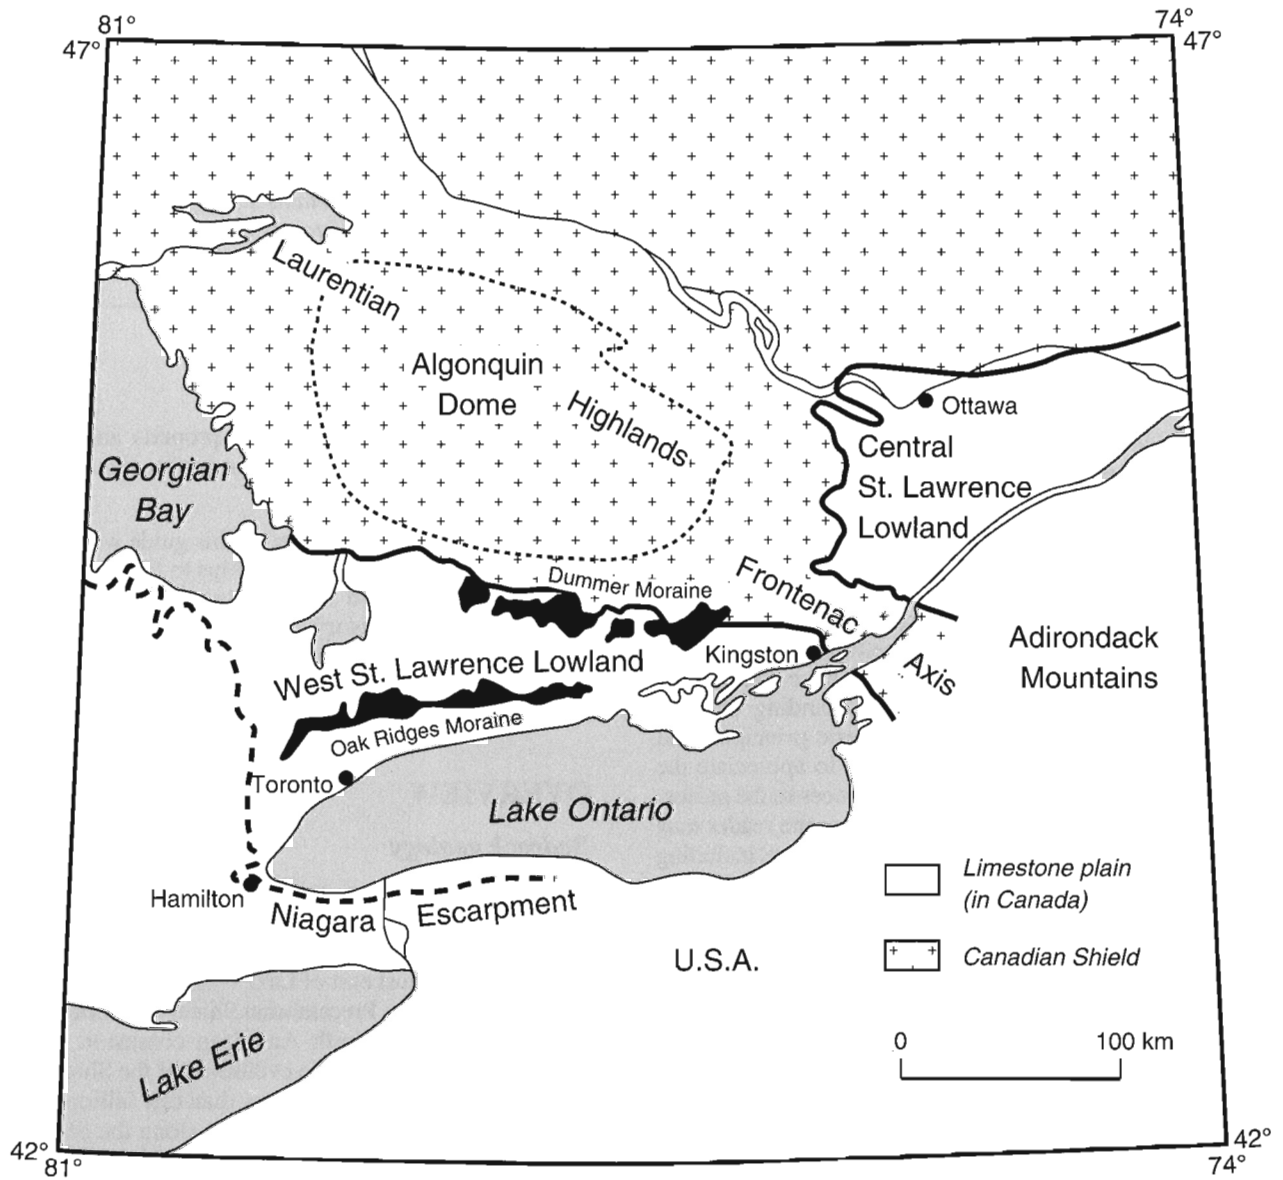 81°
74°
47°
47°
Laurentian
Algonquin
Dome
Highlands
Ottawa
Central
St. Lawrence
Lowland
Georgian
Bay
Dummer Moraine
Frontenac
Axis
Kingston
Adirondack
Mountains
West St. Lawrence Lowland
Oak Ridges Moraine
Toronto
Lake Ontario
Hamilton
Niagara
Escarpment
Limestone plain
(in Canada)
Canadian Shield
U.S.A.
Lake Erie
0
100 km
42°
42°
81°
74°